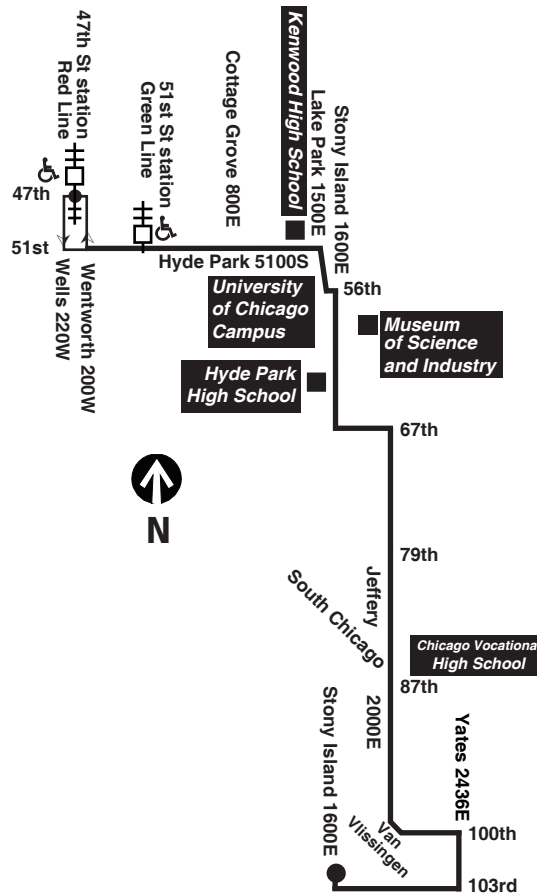 47th St station
Red Line
51st St station
Green Line
Cottage Grove 800E
Kenwood High School
Lake Park 1500E
Stony Island 1600E
47th
51st
Hyde Park 5100S
Wells 220W
Wentworth 200W
56th
University
of Chicago
Campus
Museum
of Science
and Industry
Hyde Park
High School
67th
N
79th
Jeffery
South Chicago
Chicago Vocationa
High School
87th
2000E
Stony Island 1600E
Yates 2436E
Van
Vlissingen
100th
103rd